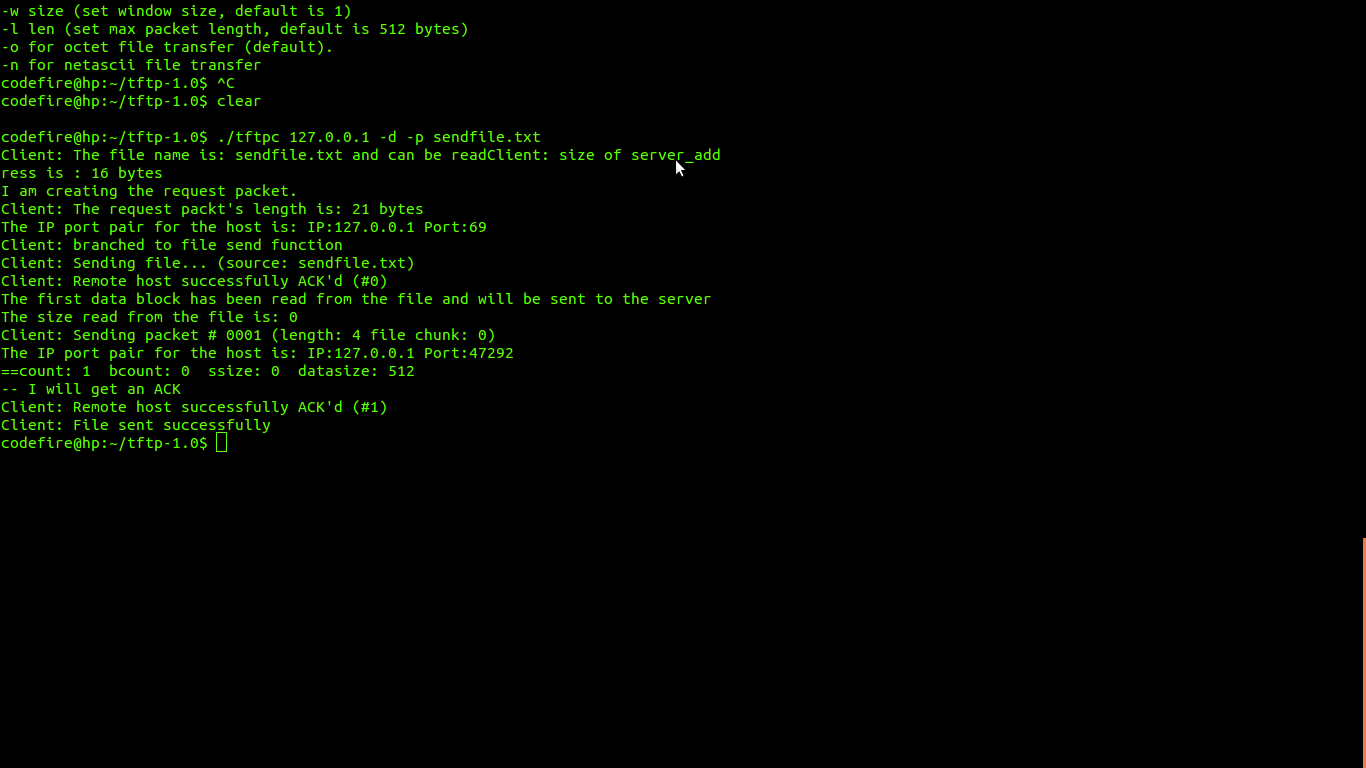 -w size (set window size, default is 1)
-l len (set max packet length, default is 512 bytes)
-o for octet file transfer (default).
-n for netascii file transfer
codefire@hp:~/tftp-1.0$ ^C
codefire@hp:~/tftp-1.0$ clear
codefire@hp:~/tftp-1.0$ ./tftpc 127.0.0.1 -d -p sendfile.txt
Client: The file name is: sendfile.txt and can be readClient: size of server_add
ress is : 16 bytes
I am creating the request packet.
Client: The request packt's length is: 21 bytes
The IP port pair for the host is: IP:127.0.0.1 Port:69
Client: branched to file send function
Client: Sending file... (source: sendfile.txt)
Client: Remote host successfully ACK'd (#0)
The first data block has been read from the file and will be sent to the server
The size read from the file is: 0
Client: Sending packet # 0001 (length: 4 file chunk: 0)
The IP port pair for the host is: IP:127.0.0.1 Port:47292
==count: 1  bcount: 0  ssize: 0  datasize: 512
-- I will get an ACK
Client: Remote host successfully ACK'd (#1)
Client: File sent successfully
codefire@hp:~/tftp-1.0$